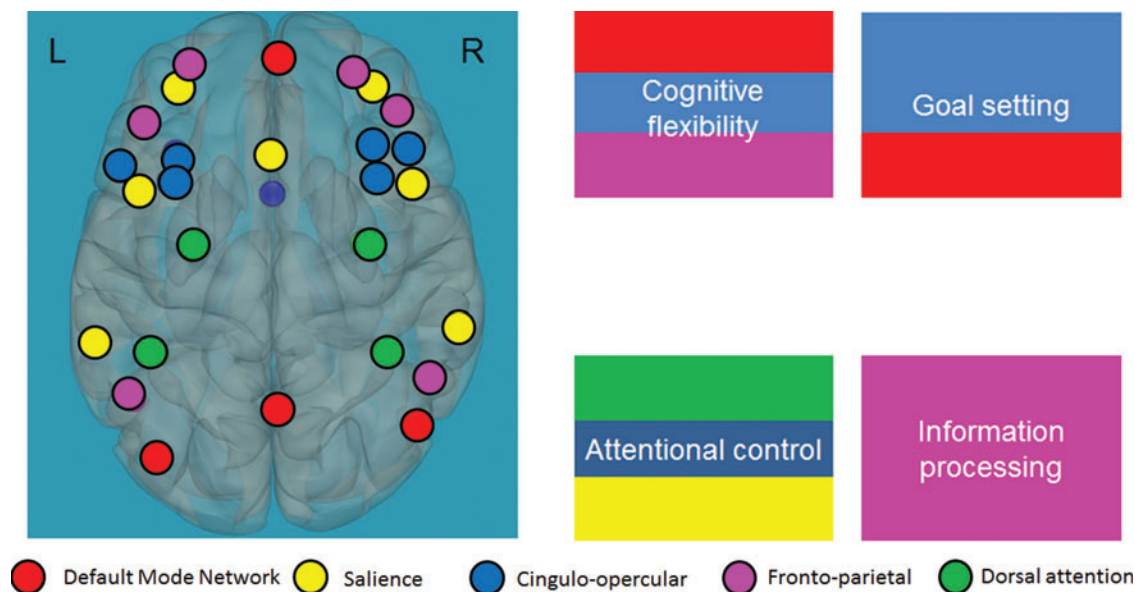 L
R
Cognitive
flexibility
Goal setting
Attentional control
Information
processing
Default Mode Network
Salience
Cingulo-opercular
Fronto-parietal
Dorsal attention